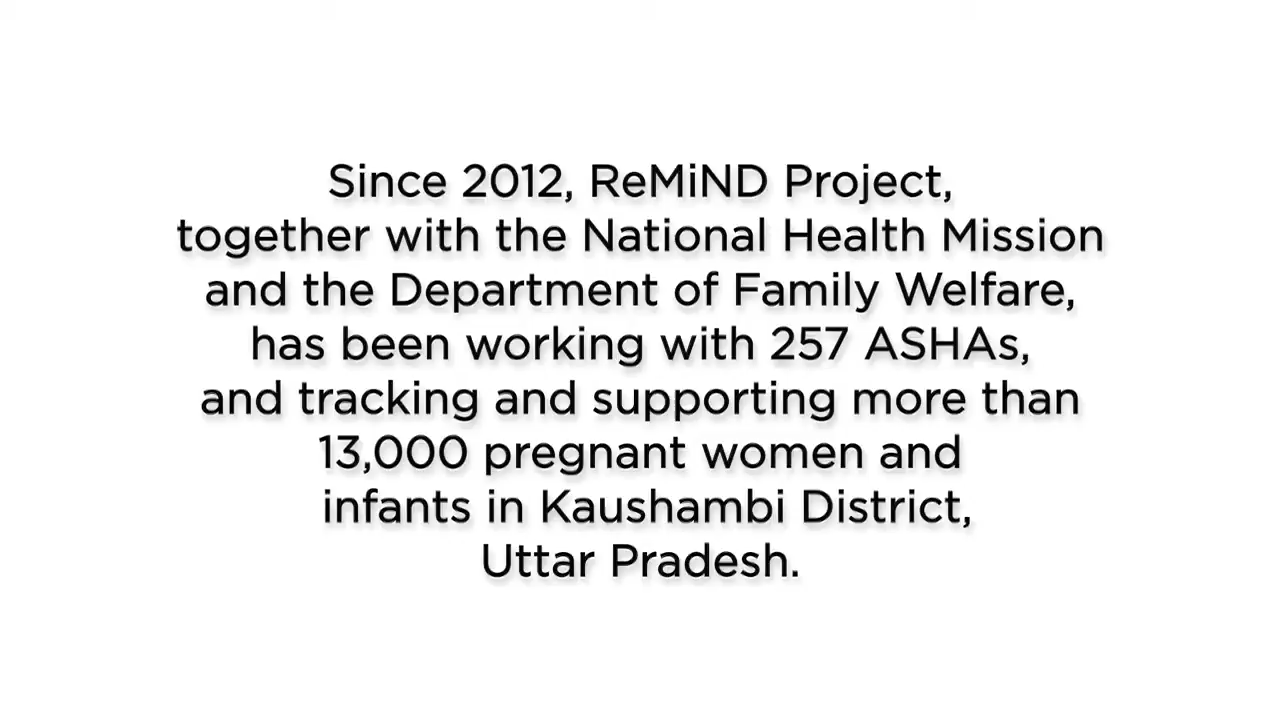 Since 2012, ReMiND Project,
together with the National Health Mission
and the Department of Family Welfare,
has been working with 257 ASHAs,
and tracking and supporting more than
13,000 pregnant women and
infants in Kaushambi District,
Uttar Pradesh.